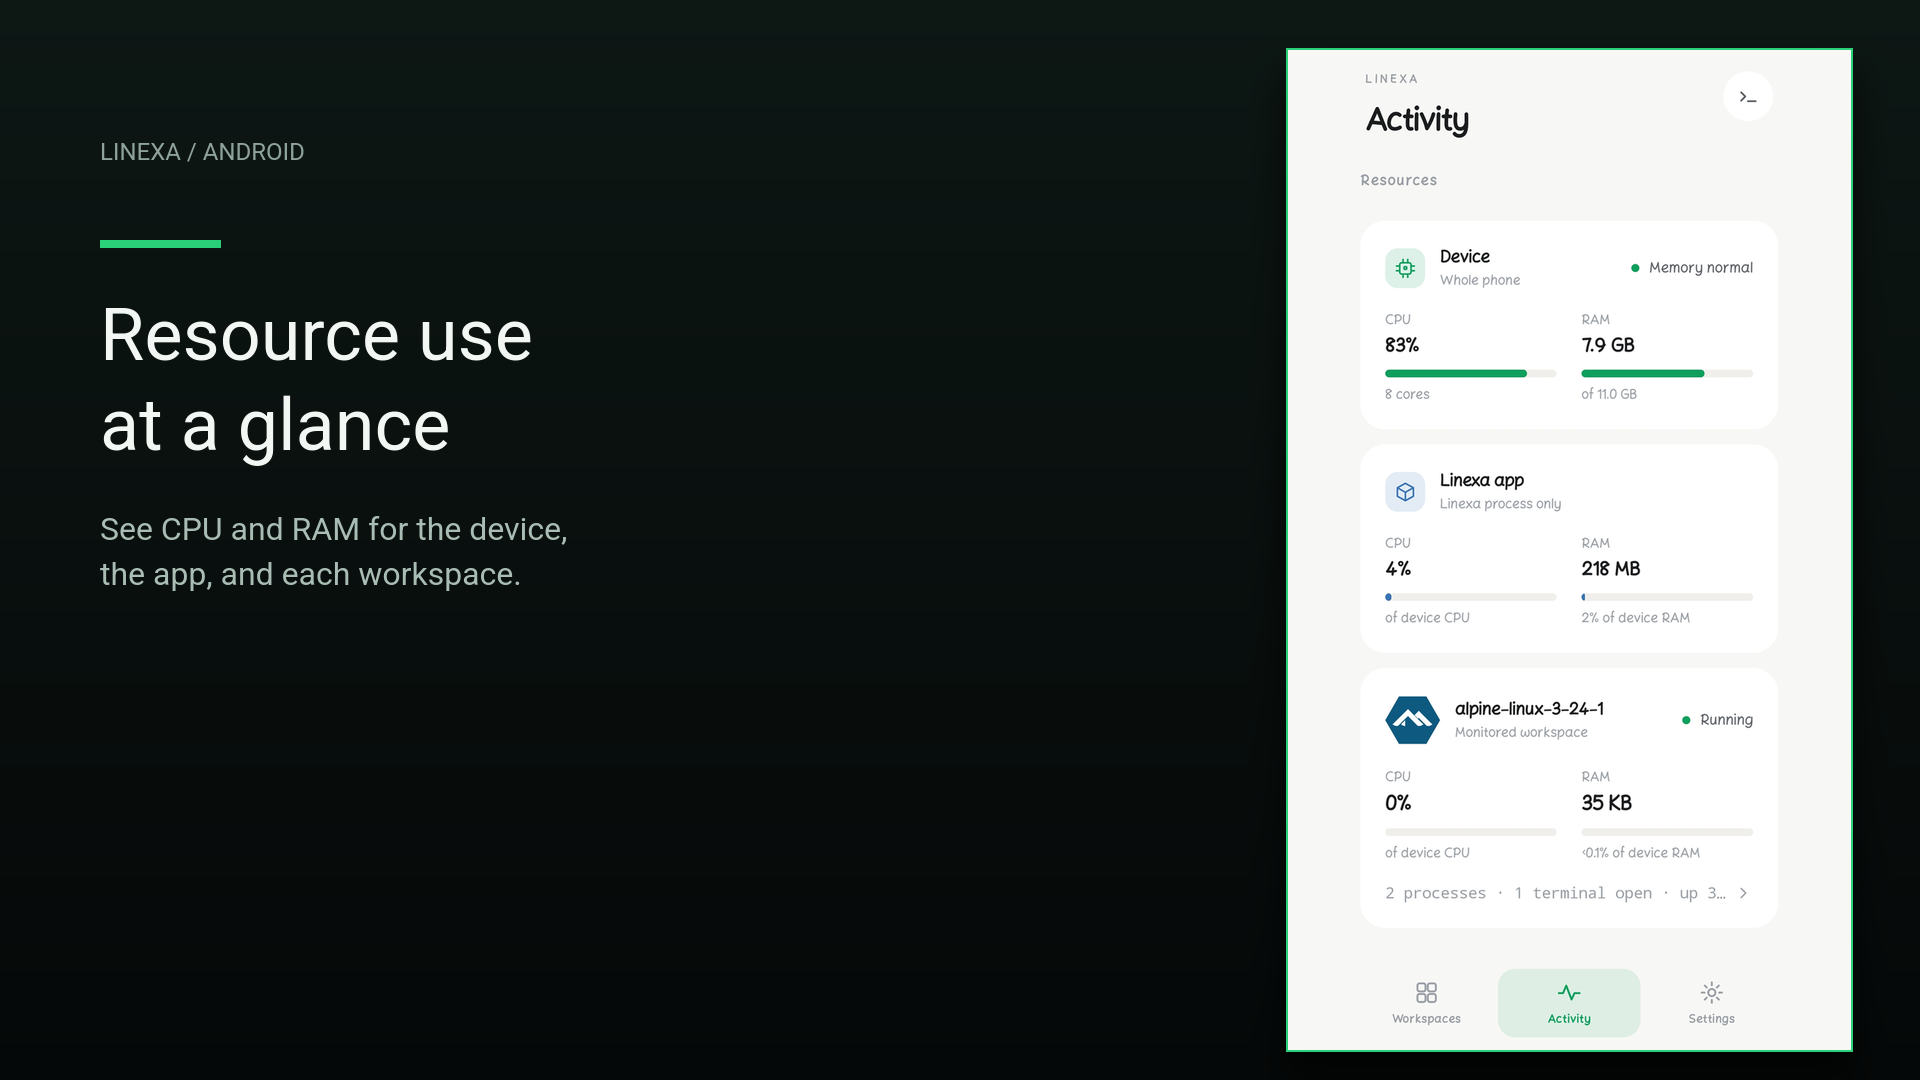 LINEXA / ANDROID
Resource use
at a glance
See CPU and RAM for the device,
the app, and each workspace.
LINEXA
Activity
Resources
Device
Whole phone
Memory normal
CPU
RAM
83%
7.9 GB
8 cores
of 11.0 GB
Linexa app
Linexa process only
CPU
RAM
4%
218 MB
of device CPU
2% of device RAM
alpine-linux-3-24-1
Monitored workspace
Running
CPU
RAM
0%
35 KB
of device CPU
<0.1% of device RAM
2 processes · 1 terminal open · up 3…
Workspaces
Activity
Settings